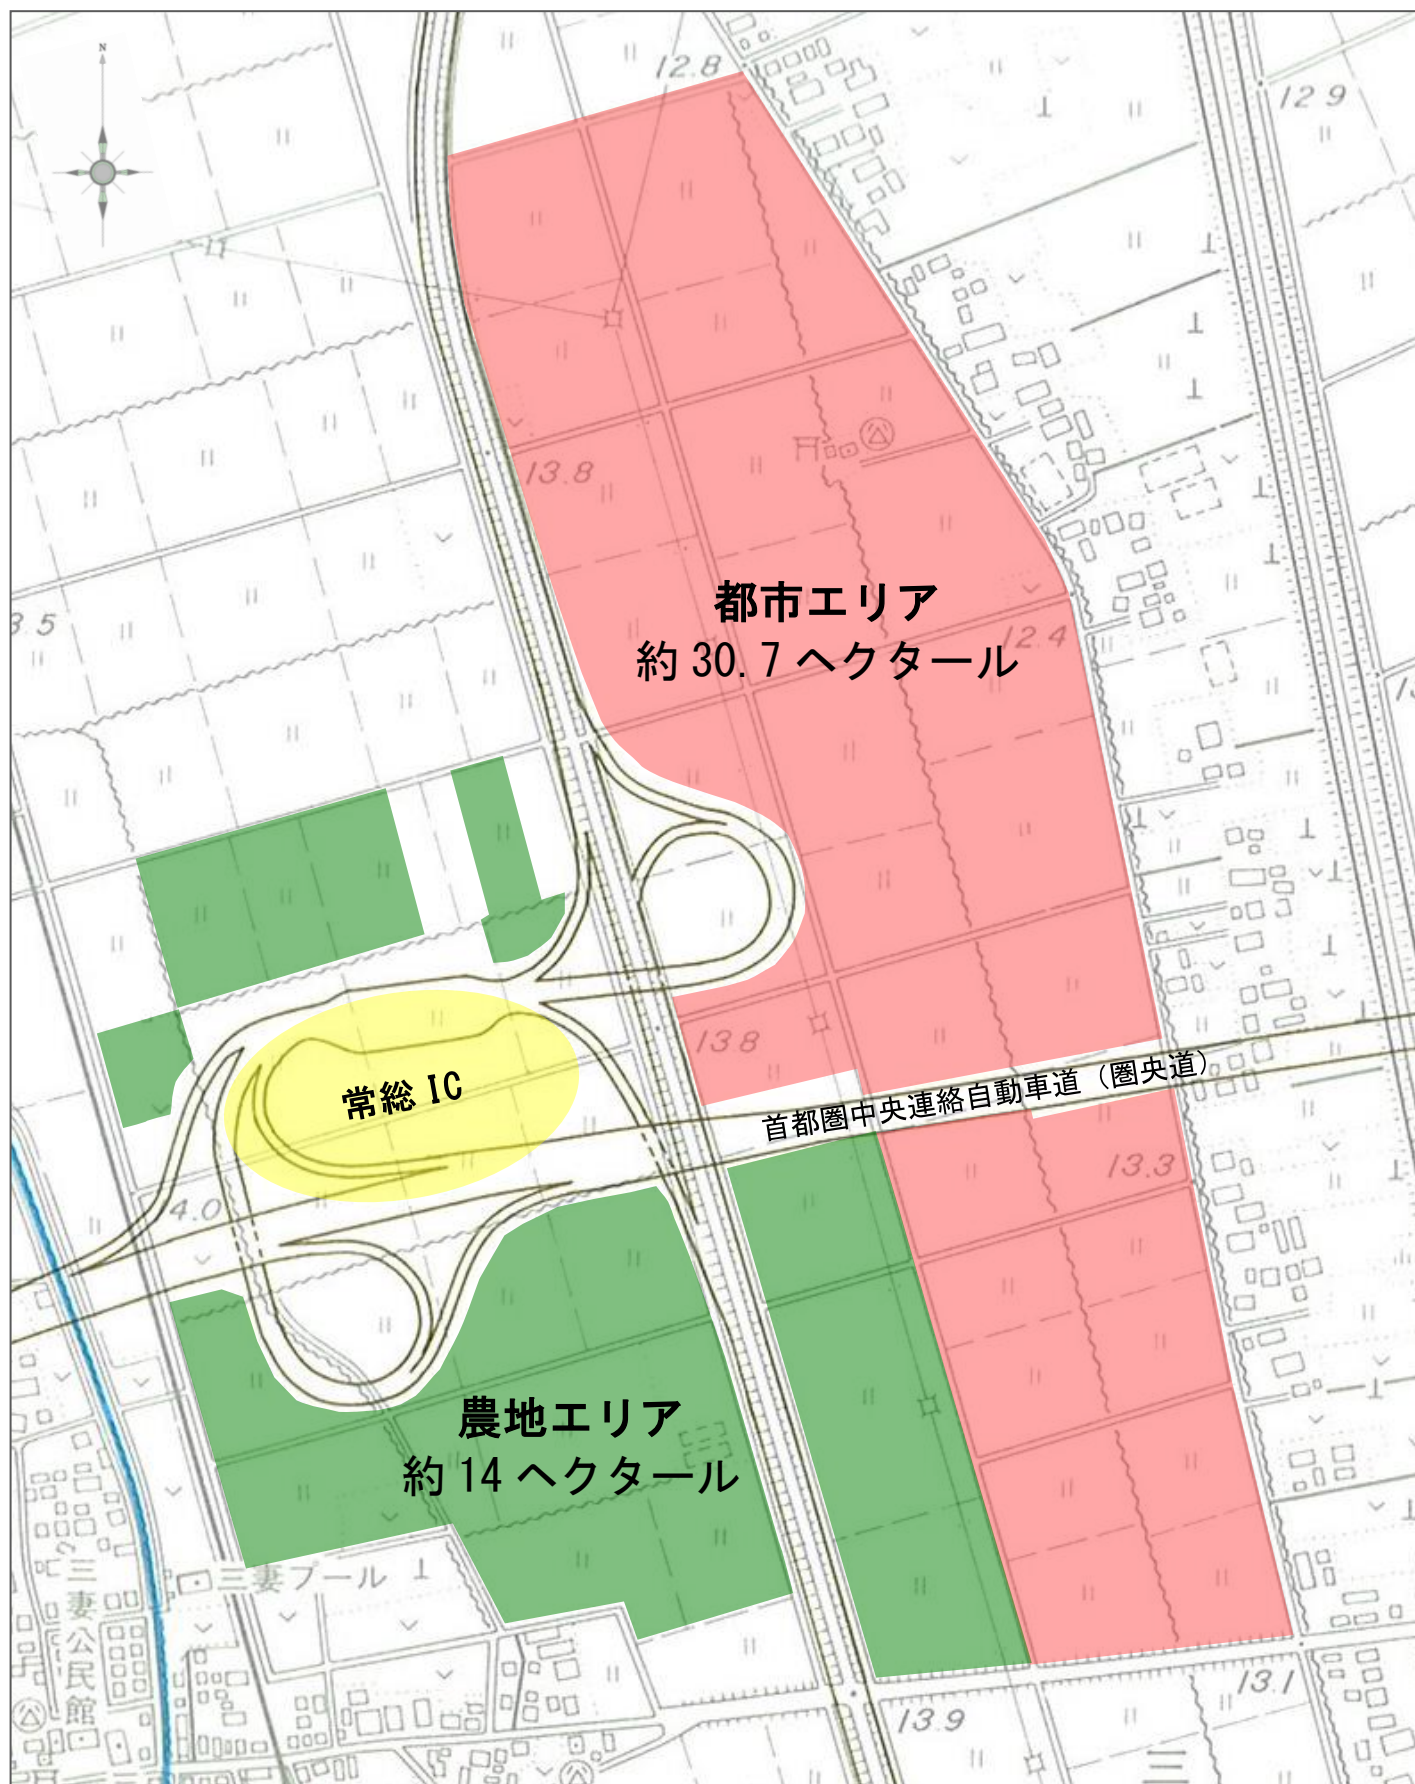 N
12.8
12 9
13.8
3 5
都市エリア
12.4
約 30.7 ヘクタール
13.8
常総 IC
首都圏中央連絡自動車道（圏央道）
13.3
4.0
農地エリア
約 14 ヘクタール
三妻プール
三妻公民館
13.1
13.9
三